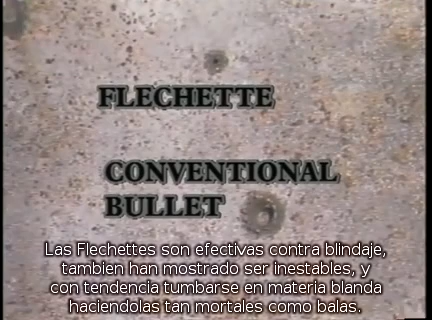 FLECHETTE
CONVENTIONAL
BULLET
Las Flechettes son efectivas contra blindaje,
tambien han mostrado ser inestables, y
con tendencia tumbarse en materia blanda
haciendolas tan mortales como balas.